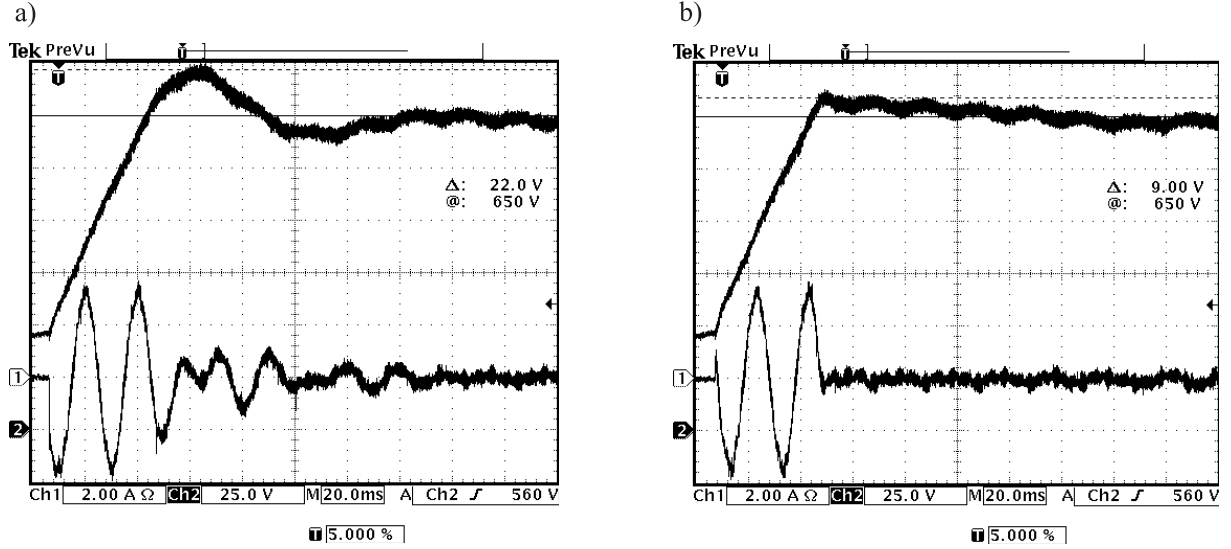 a)
Tek PreVu
T
T
Δ: 22.0 V
@: 650 V
1
2
Ch1 2.00 A Ω Ch2 25.0 V M 20.0ms A Ch2 ∫ 560 V
T 5.000 %
b)
Tek PreVu
T
T
Δ: 9.00 V
@: 650 V
1
2
Ch1 2.00 A Ω Ch2 25.0 V M 20.0ms A Ch2 ∫ 560 V
T 5.000 %